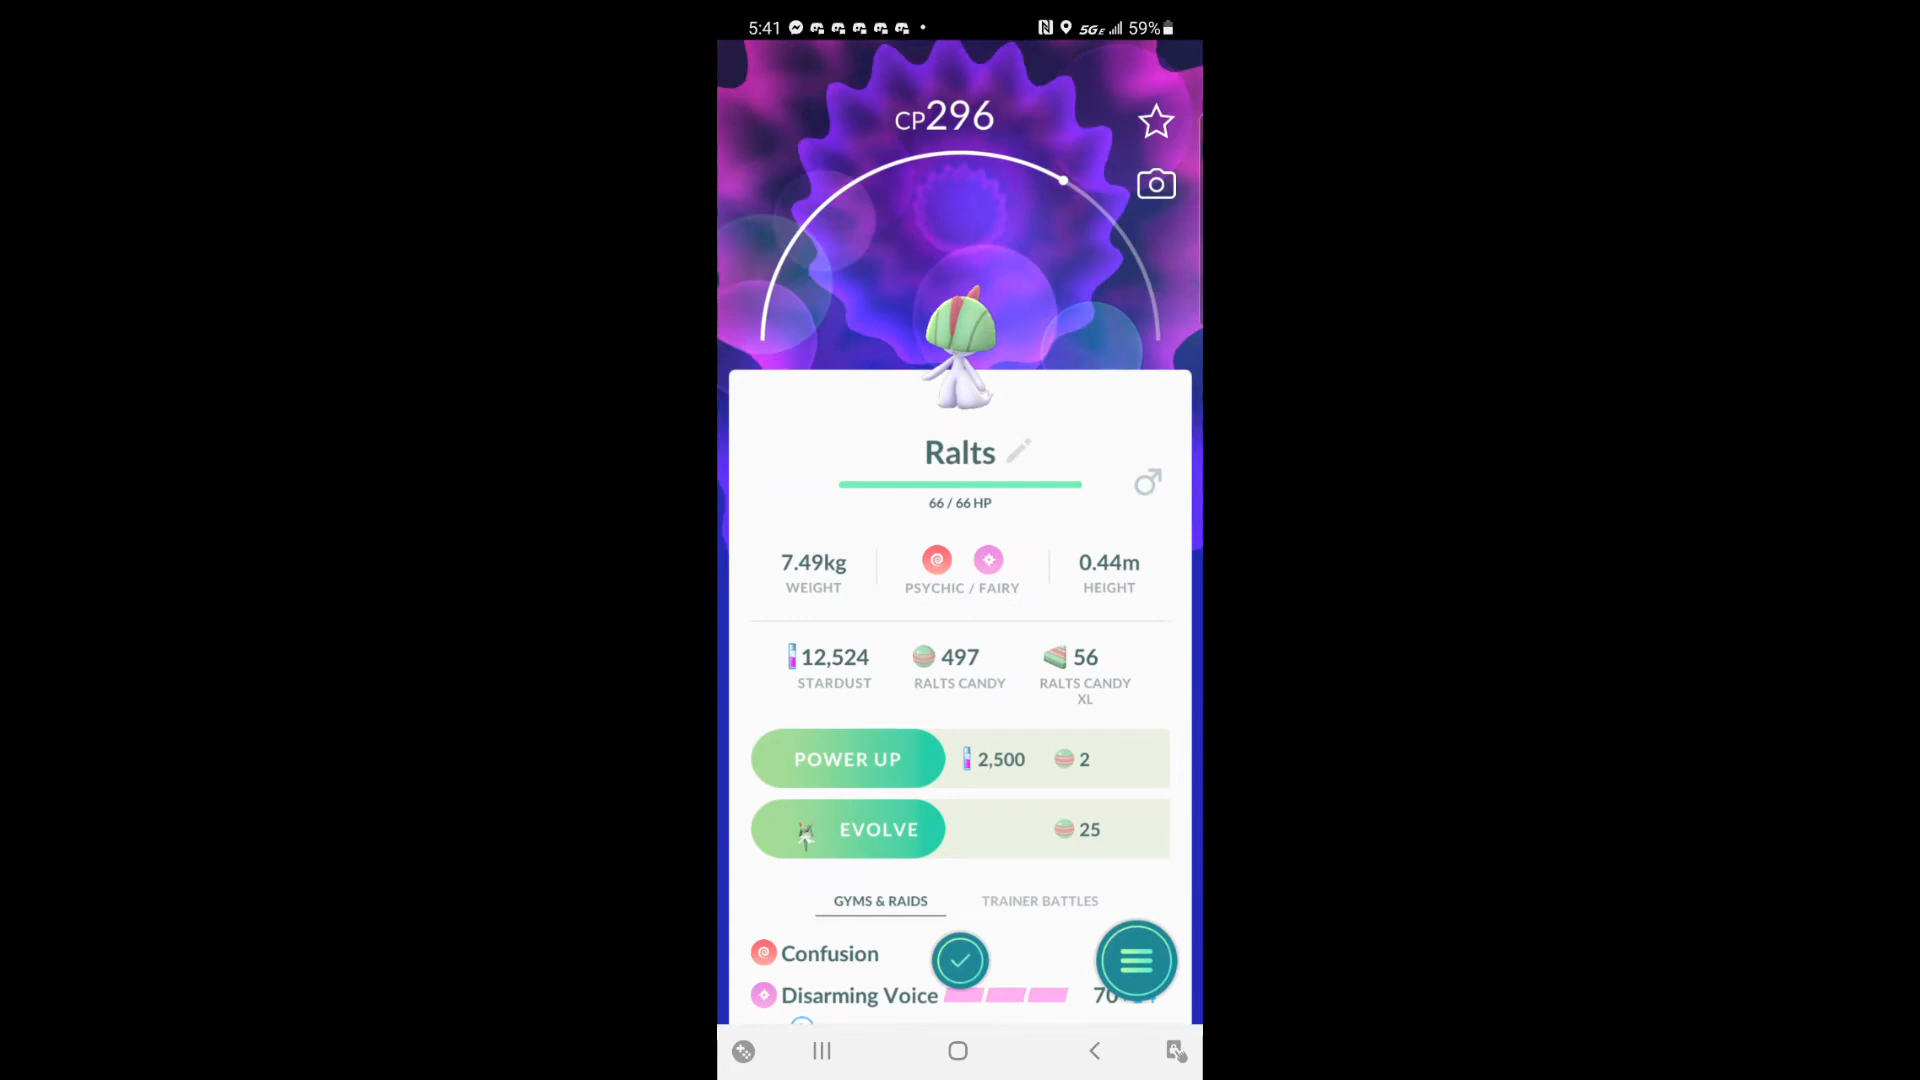 5:41 5GE 59%
CP296
Ralts
66 / 66 HP
7.49kg
WEIGHT
PSYCHIC / FAIRY
0.44m
HEIGHT
12,524
STARDUST
497
RALTS CANDY
56
RALTS CANDY
XL
POWER UP 2,500 2
EVOLVE 25
GYMS & RAIDS TRAINER BATTLES
Confusion
Disarming Voice 70